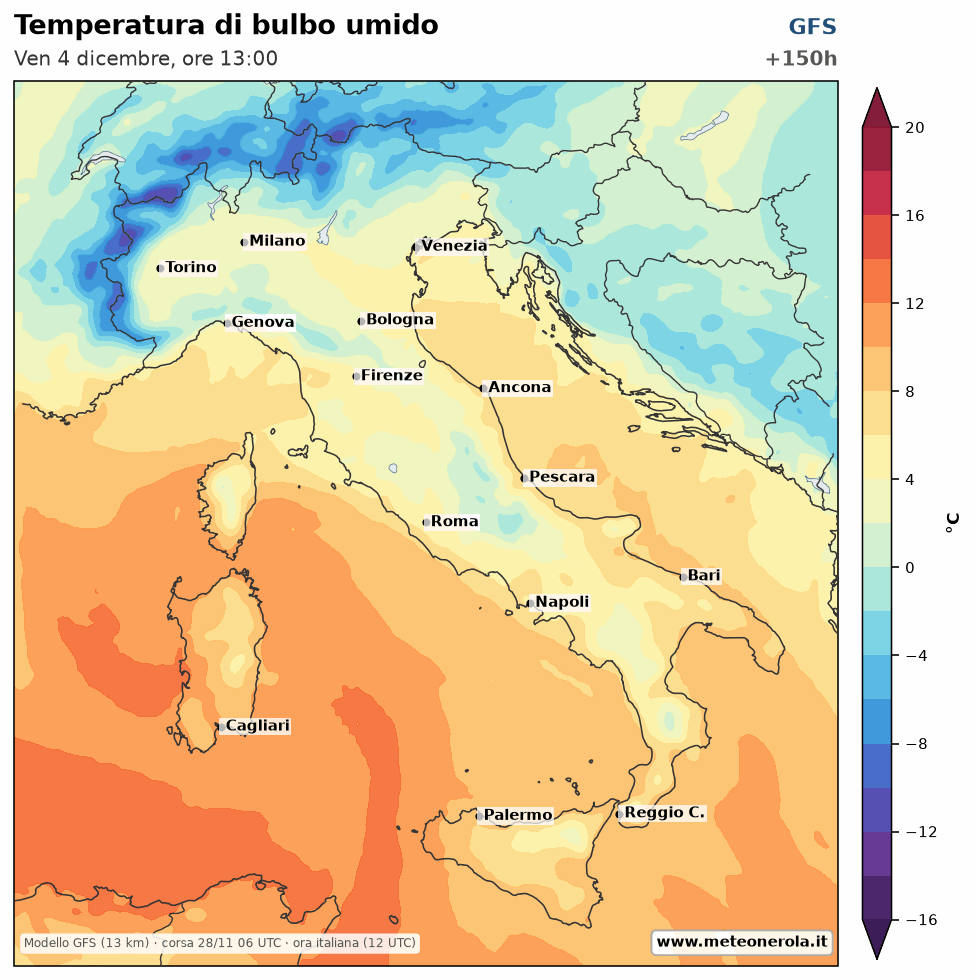 Temperatura di bulbo umido
GFS
Ven 4 dicembre, ore 13:00
+150h
Milano
Venezia
Torino
Genova
Bologna
Firenze
Ancona
Pescara
Roma
Bari
Napoli
Cagliari
Palermo
Reggio C.
20
16
12
8
4
0
−4
−8
−12
−16
°C
Modello GFS (13 km) · corsa 28/11 06 UTC · ora italiana (12 UTC)
www.meteonerola.it